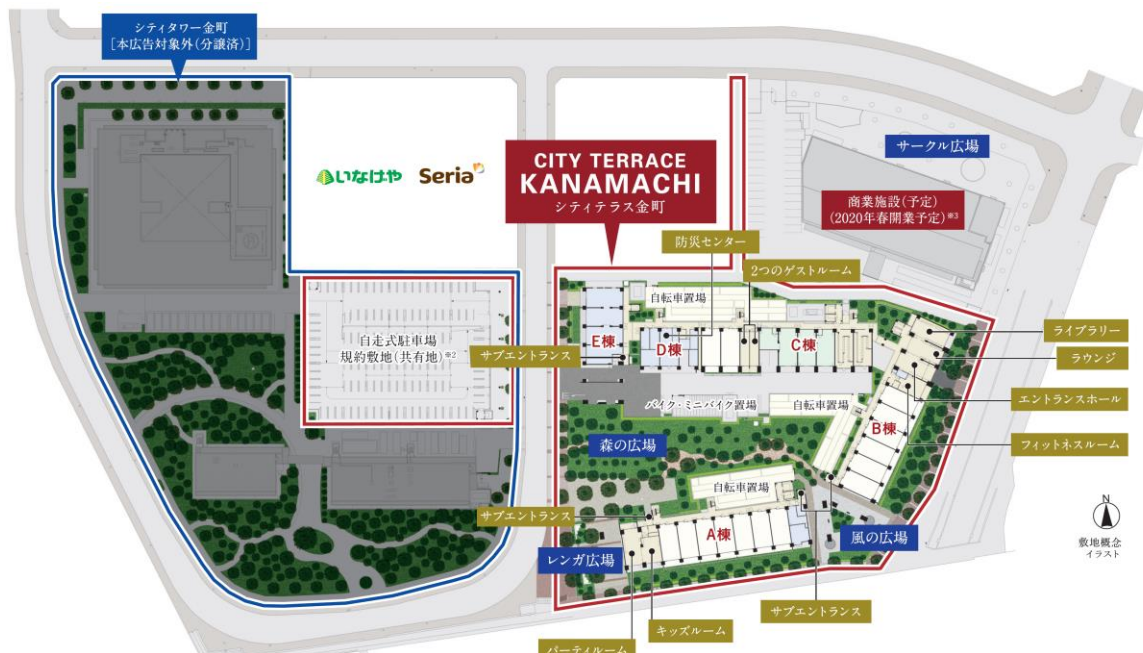 シティタワー金町
[本広告対象外(分譲済)]
いなげや
Seria
CITY TERRACE
KANAMACHI
シティテラス金町
サークル広場
商業施設(予定)
(2020年春開業予定)※3
防災センター
2つのゲストルーム
自転車置場
E棟
D棟
C棟
サブエントランス
自走式駐車場
規約敷地(共有地)※2
ライブラリー
ラウンジ
エントランスホール
B棟
フィットネスルーム
バイク・ミニバイク置場
自転車置場
森の広場
自転車置場
サブエントランス
A棟
風の広場
レンガ広場
サブエントランス
キッズルーム
パーティルーム
N
敷地概念
イラスト